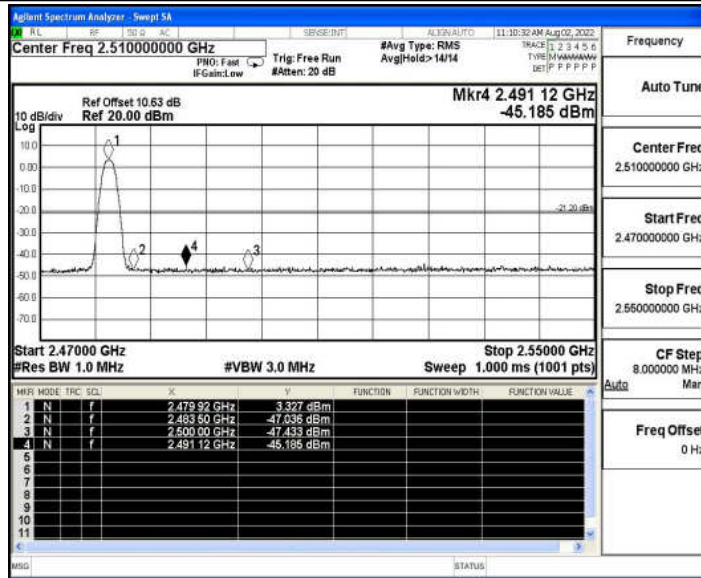 Agilent Spectrum Analyzer - Swept SA
RL RF 50 Ω AC SENSE:INT ALIGN AUTO 11:10:32 AM Aug 02, 2022
Center Freq 2.510000000 GHz
PNO: Fast
IFGain:Low
Trig: Free Run
#Atten: 20 dB
#Avg Type: RMS
Avg|Hold:> 14/14
TRACE 1 2 3 4 5 6
TYPE
DET P P P P P P
Mkr4 2.491 12 GHz
-45.185 dBm
Ref Offset 10.63 dB
10 dB/div Ref 20.00 dBm
Log
10.0
0.00
-10.0
-20.0
-30.0
-40.0
-50.0
-60.0
-70.0
1
2
4
3
-21.20 dBm
Start 2.47000 GHz Stop 2.55000 GHz
#Res BW 1.0 MHz #VBW 3.0 MHz Sweep 1.000 ms (1001 pts)
MKR MODE TRC SCL X Y FUNCTION FUNCTION WIDTH FUNCTION VALUE
1 N f 2.479 92 GHz 3.327 dBm
2 N f 2.483 50 GHz -47.036 dBm
3 N f 2.500 00 GHz -47.433 dBm
4 N f 2.491 12 GHz -45.185 dBm
5
6
7
8
9
10
11
MSG STATUS
Frequency
Auto Tune
Center Freq
2.510000000 GHz
Start Freq
2.470000000 GHz
Stop Freq
2.550000000 GHz
CF Step
8.000000 MHz
Auto Man
Freq Offset
0 Hz